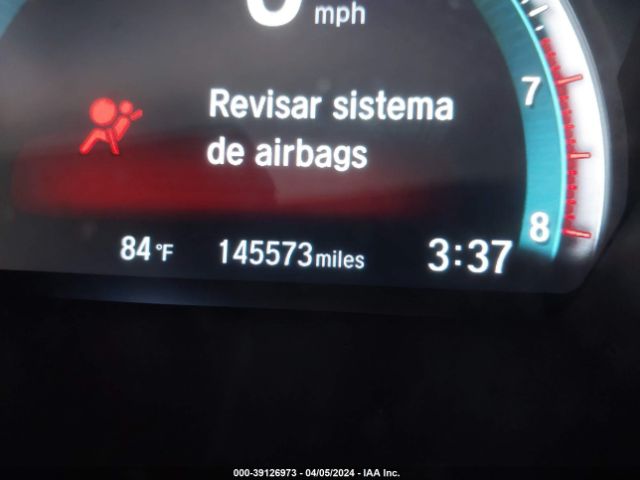 0 mph
7
Revisar sistema
de airbags
8
84°F 145573 miles 3:37
000-39126973 - 04/05/2024 - IAA Inc.